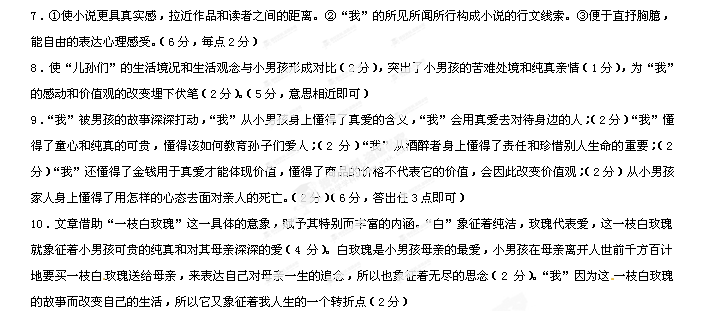 7．①使小说更具真实感，拉近作品和读者之间的距离。②“我”的所见所闻所行构成小说的行文线索。③便于直抒胸臆，
能自由的表达心理感受。（6分，每点2分）
8．使“儿孙们”的生活境况和生活观念与小男孩形成对比（2分），突出了小男孩的苦难处境和纯真亲情（1分），为“我”
的感动和价值观的改变埋下伏笔（2分）。（5分，意思相近即可）
9．“我”被男孩的故事深深打动，“我”从小男孩身上懂得了真爱的含义，“我”会用真爱去对待身边的人；（2分）“我”懂
得了童心和纯真的可贵，懂得该如何教育孙子们爱人；（2分）“我”从酒醉者身上懂得了责任和珍惜别人生命的重要；（2
分）“我”还懂得了金钱用于真爱才能体现价值，懂得了商品的价格不代表它的价值，会因此改变价值观；（2分）从小男孩
家人身上懂得了用怎样的心态去面对亲人的死亡。（2分）（6分，答出任3点即可）
10．文章借助“一枝白玫瑰”这一具体的意象，赋予其特别而丰富的内涵。“白”象征着纯洁，玫瑰代表爱，这一枝白玫瑰
就象征着小男孩可贵的纯真和对其母亲深深的爱（4分）。白玫瑰是小男孩母亲的最爱，小男孩在母亲离开人世前千方百计
地要买一枝白玫瑰送给母亲，来表达自己对母亲一生的追念，所以也象征着无尽的思念（2分）。“我”因为这一枝白玫瑰
的故事而改变自己的生活，所以它又象征着我人生的一个转折点（2分）